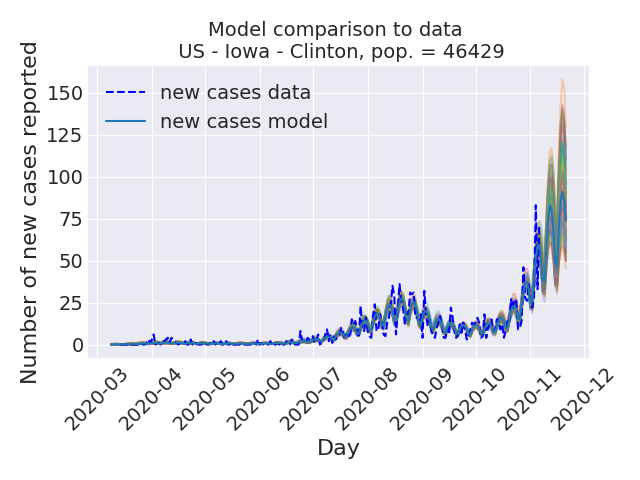 Model comparison to data
US - Iowa - Clinton, pop. = 46429
new cases data
new cases model
Number of new cases reported
150
125
100
75
50
25
0
2020-03
2020-04
2020-05
2020-06
2020-07
2020-08
2020-09
2020-10
2020-11
2020-12
Day